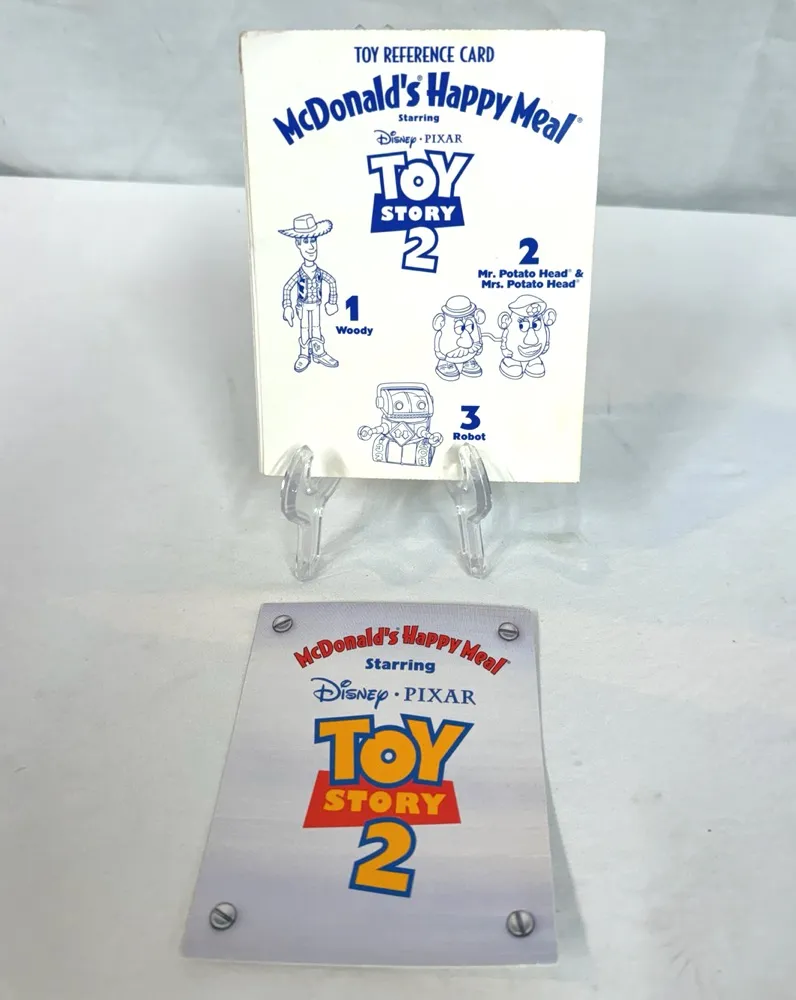 TOY REFERENCE CARD
McDonald's® Happy Meal®
Starring
Disney · PIXAR
TOY
STORY
2
1
Woody
2
Mr. Potato Head® &
Mrs. Potato Head®
3
Robot
McDonald's® Happy Meal®
Starring
Disney · PIXAR
TOY
STORY
2